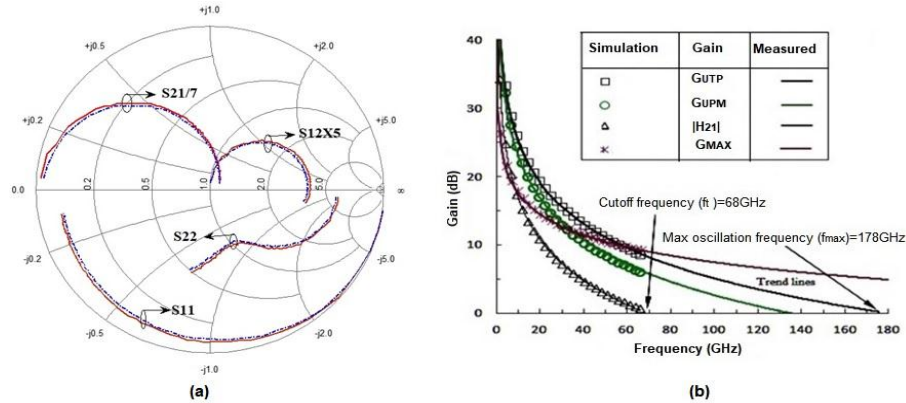 +j1.0
+j0.5
+j2.0
S21/7
+j0.2
+j5.0
S12X5
0.0
0.2
0.5
1.0
2.0
5.0
∞
S22
-j0.2
S11
-j0.5
-j2.0
-j1.0
(a)
40
30
20
10
0
Gain (dB)
Simulation Gain Measured
GUTP
GUPM
|H21|
GMAX
Cutoff frequency (ft )=68GHz
Max oscillation frequency (fmax)=178GHz
Trend lines
0 20 40 60 80 100 120 140 160 180
Frequency (GHz)
(b)